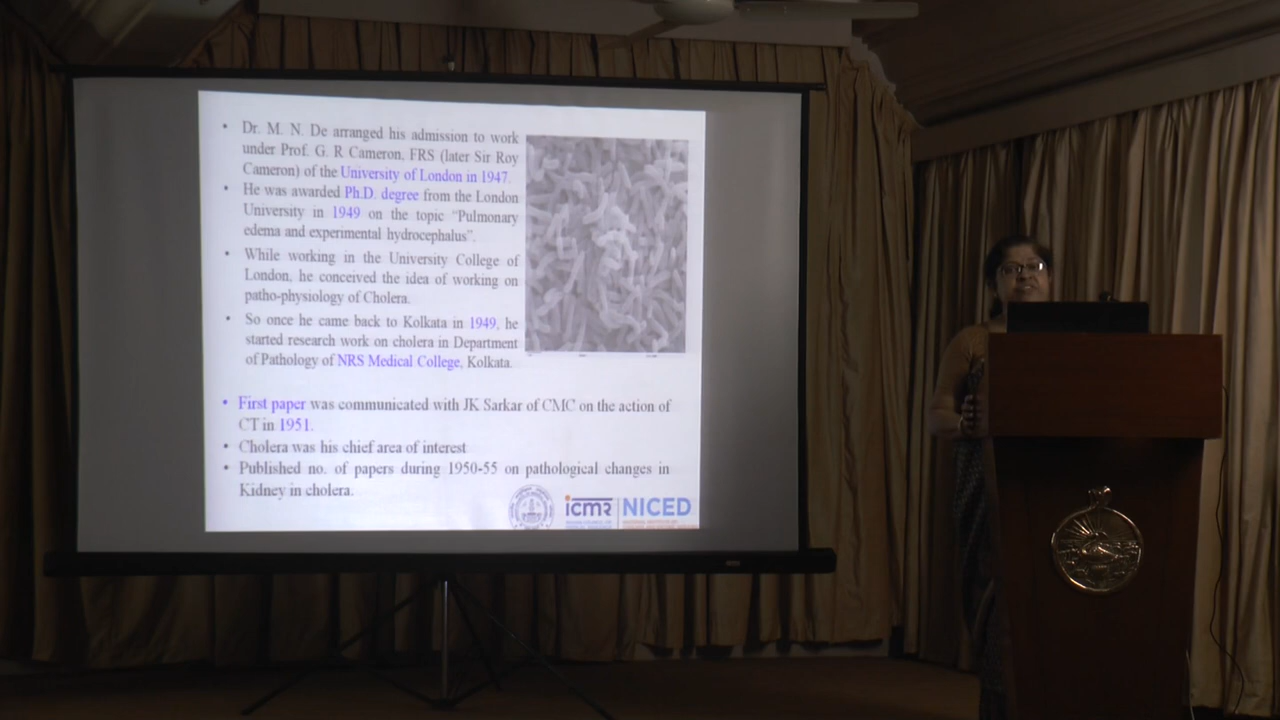 • Dr. M. N. De arranged his admission to work
under Prof. G. R Cameron, FRS (later Sir Roy
Cameron) of the University of London in 1947.
• He was awarded Ph.D. degree from the London
University in 1949 on the topic “Pulmonary
edema and experimental hydrocephalus”.
• While working in the University College of
London, he conceived the idea of working on
patho-physiology of Cholera.
• So once he came back to Kolkata in 1949, he
started research work on cholera in Department
of Pathology of NRS Medical College, Kolkata.
• First paper was communicated with JK Sarkar of CMC on the action of
CT in 1951.
• Cholera was his chief area of interest
• Published no. of papers during 1950-55 on pathological changes in
Kidney in cholera.
icmr NICED